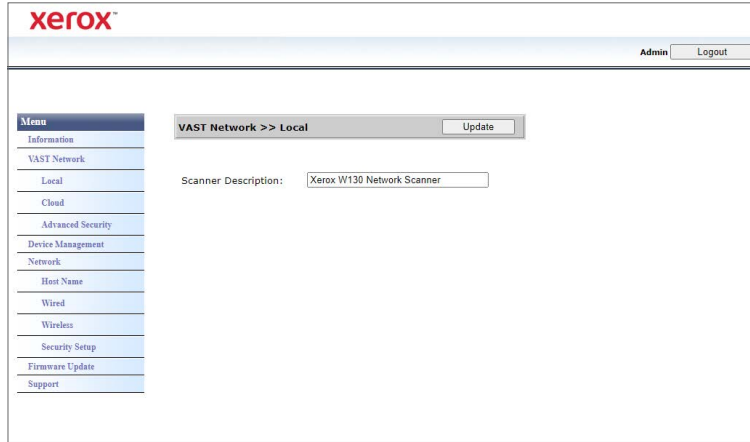 xerox™
Admin Logout
Menu
Information
VAST Network
Local
Cloud
Advanced Security
Device Management
Network
Host Name
Wired
Wireless
Security Setup
Firmware Update
Support
VAST Network >> Local Update
Scanner Description: Xerox W130 Network Scanner